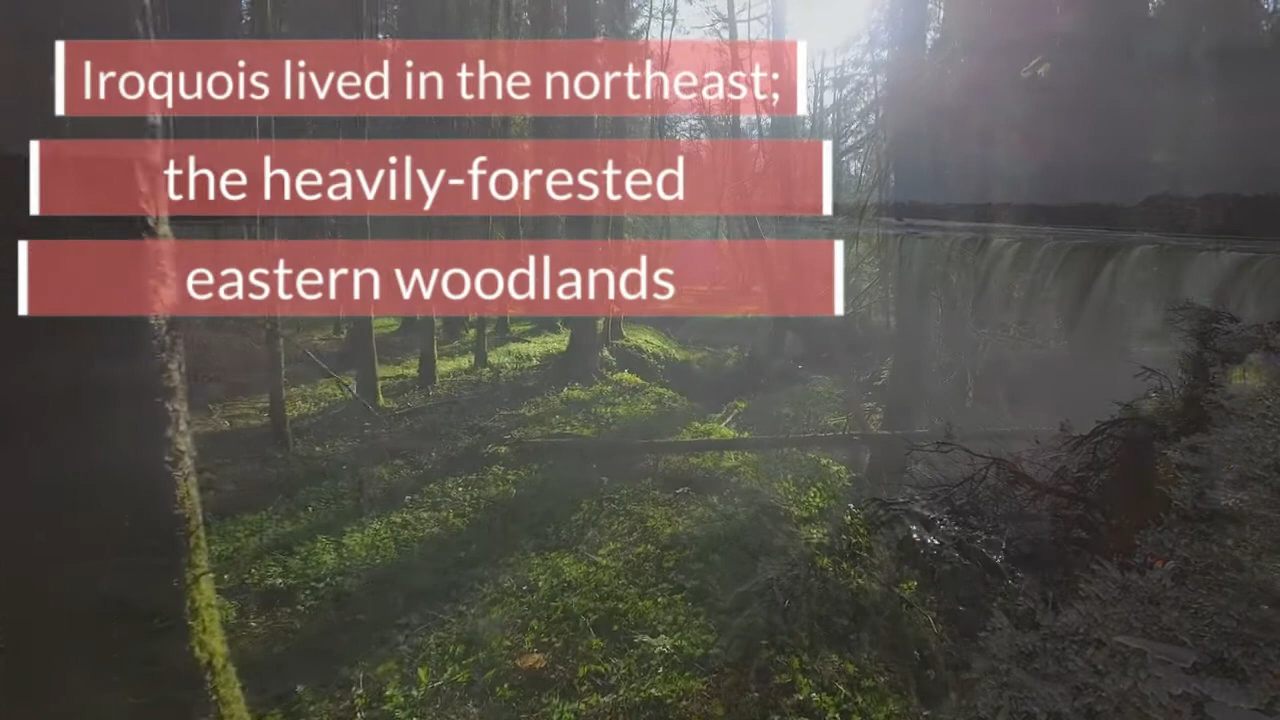 Iroquois lived in the northeast;
the heavily-forested
eastern woodlands